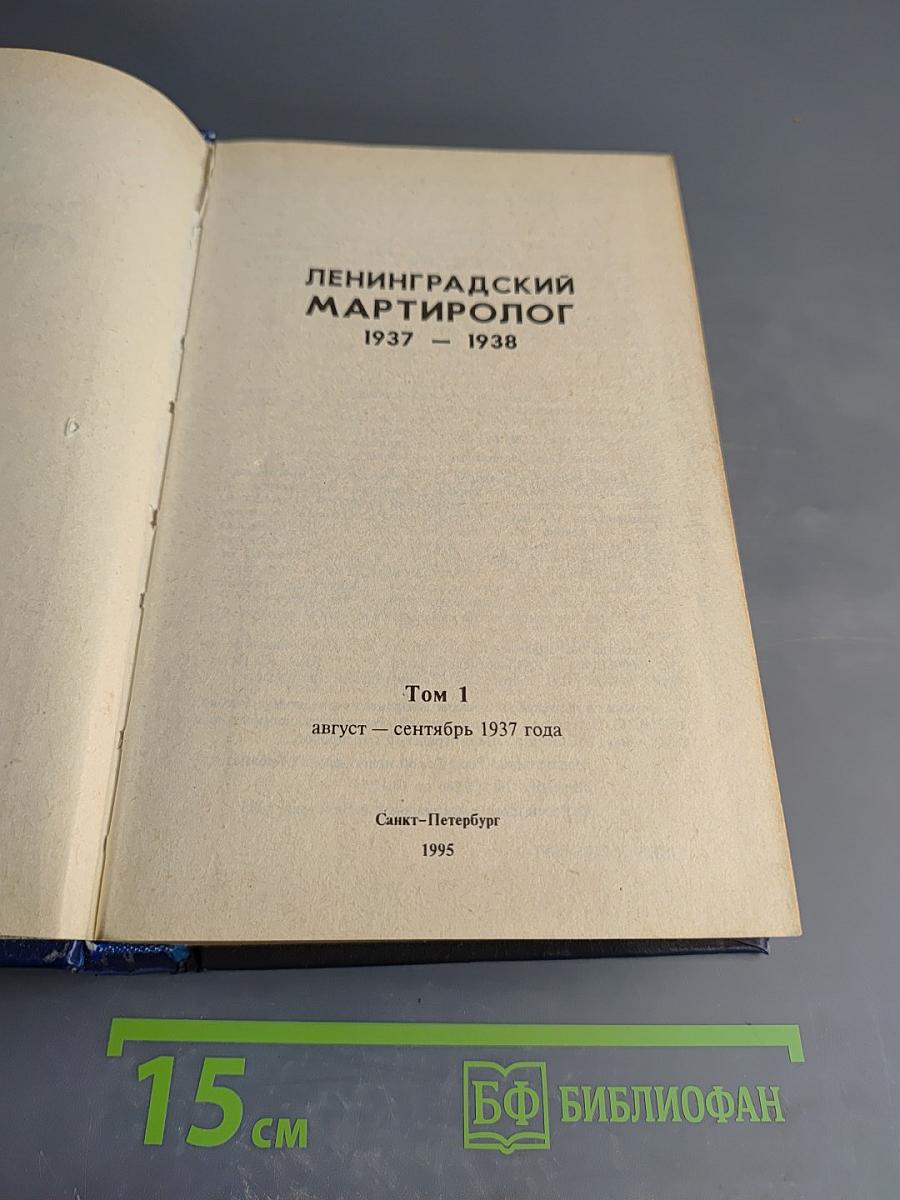 ЛЕНИНГРАДСКИЙ
МАРТИРОЛОГ
1937 — 1938
Том 1
август — сентябрь 1937 года
Санкт-Петербург
1995
15 см
БФ БИБЛИОФАН